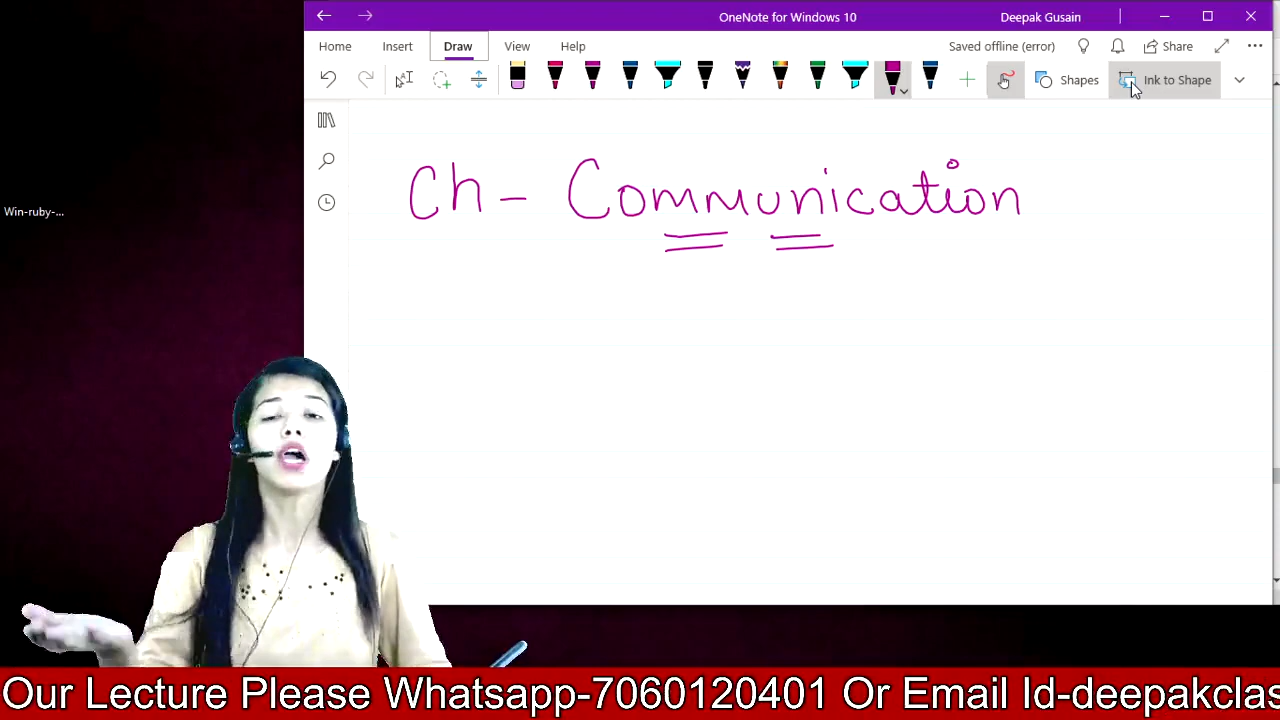 OneNote for Windows 10
Deepak Gusain
Home Insert Draw View Help
Saved offline (error)
Share
Shapes
Ink to Shape
Ch - Communication
Win-ruby-...
Our Lecture Please Whatsapp-7060120401 Or Email Id-deepakclas